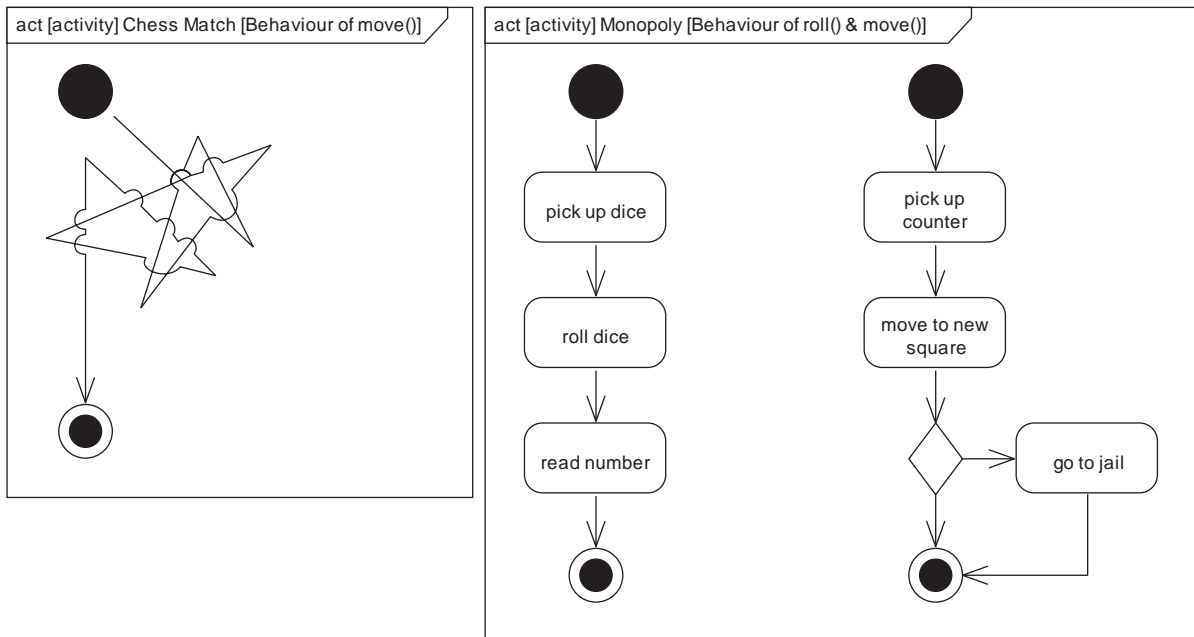 act [activity] Chess Match [Behaviour of move()]
act [activity] Monopoly [Behaviour of roll() & move()]
pick up dice
roll dice
read number
pick up
counter
move to new
square
go to jail